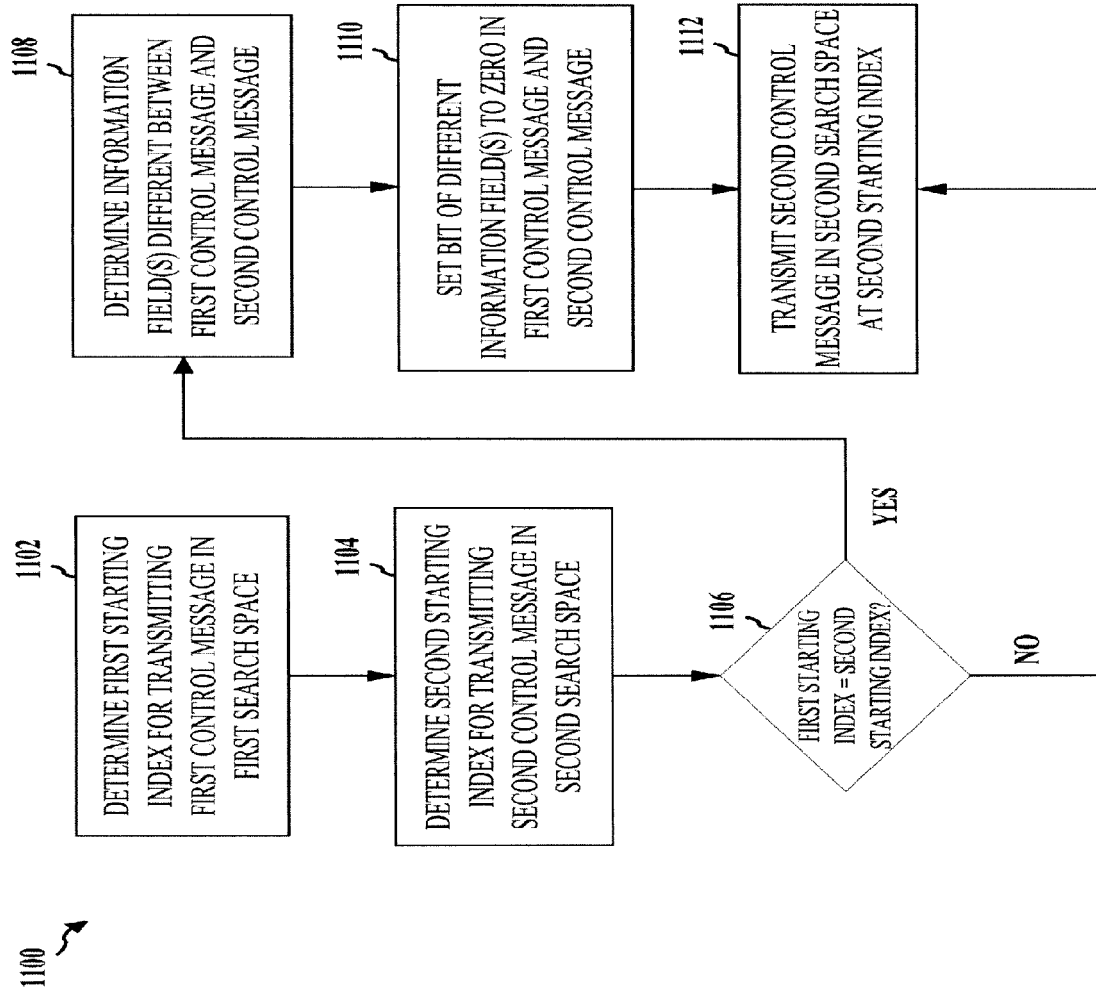 1100
1102
DETERMINE FIRST STARTING
INDEX FOR TRANSMITTING
FIRST CONTROL MESSAGE IN
FIRST SEARCH SPACE
1104
DETERMINE SECOND STARTING
INDEX FOR TRANSMITTING
SECOND CONTROL MESSAGE IN
SECOND SEARCH SPACE
1106
FIRST STARTING
INDEX = SECOND
STARTING INDEX?
YES
NO
1108
DETERMINE INFORMATION
FIELD(S) DIFFERENT BETWEEN
FIRST CONTROL MESSAGE AND
SECOND CONTROL MESSAGE
1110
SET BIT OF DIFFERENT
INFORMATION FIELD(S) TO ZERO IN
FIRST CONTROL MESSAGE AND
SECOND CONTROL MESSAGE
1112
TRANSMIT SECOND CONTROL
MESSAGE IN SECOND SEARCH SPACE
AT SECOND STARTING INDEX